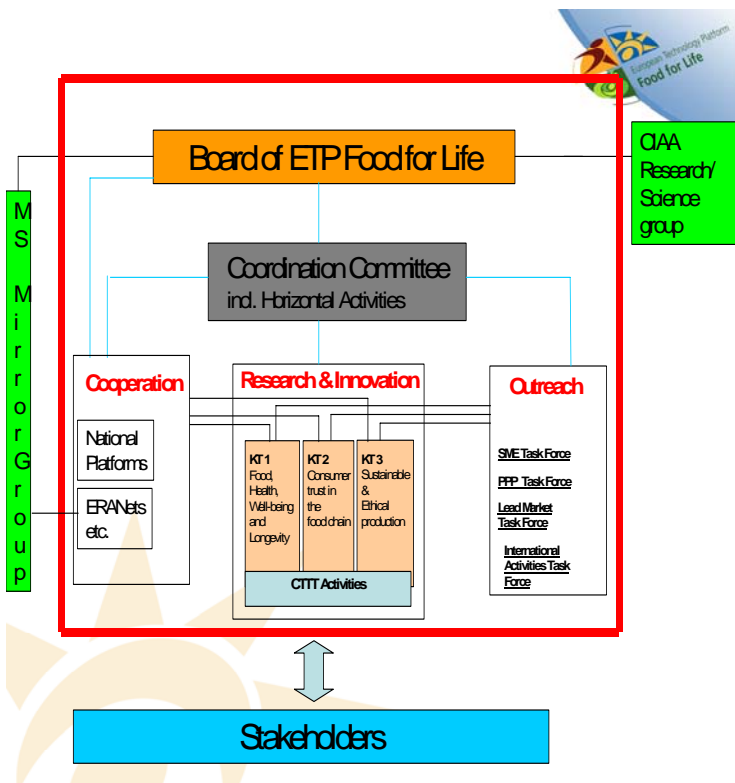 European Technology Platform
Food for Life
Board of ETP Food for Life
CIAA
Research/
Science
group
M
S
M
i
r
r
o
r
G
r
o
u
p
Coordination Committee
incl. Horizontal Activities
Cooperation
National
Platforms
ERANets
etc.
Research & Innovation
KT 1
Food,
Health,
Well-being
and
Longevity
KT 2
Consumer
trust in
the
food chain
KT 3
Sustainable
&
Ethical
production
CTTT Activities
Outreach
SME Task Force
PPP Task Force
Lead Market
Task Force
International
Activities Task
Force
Stakeholders